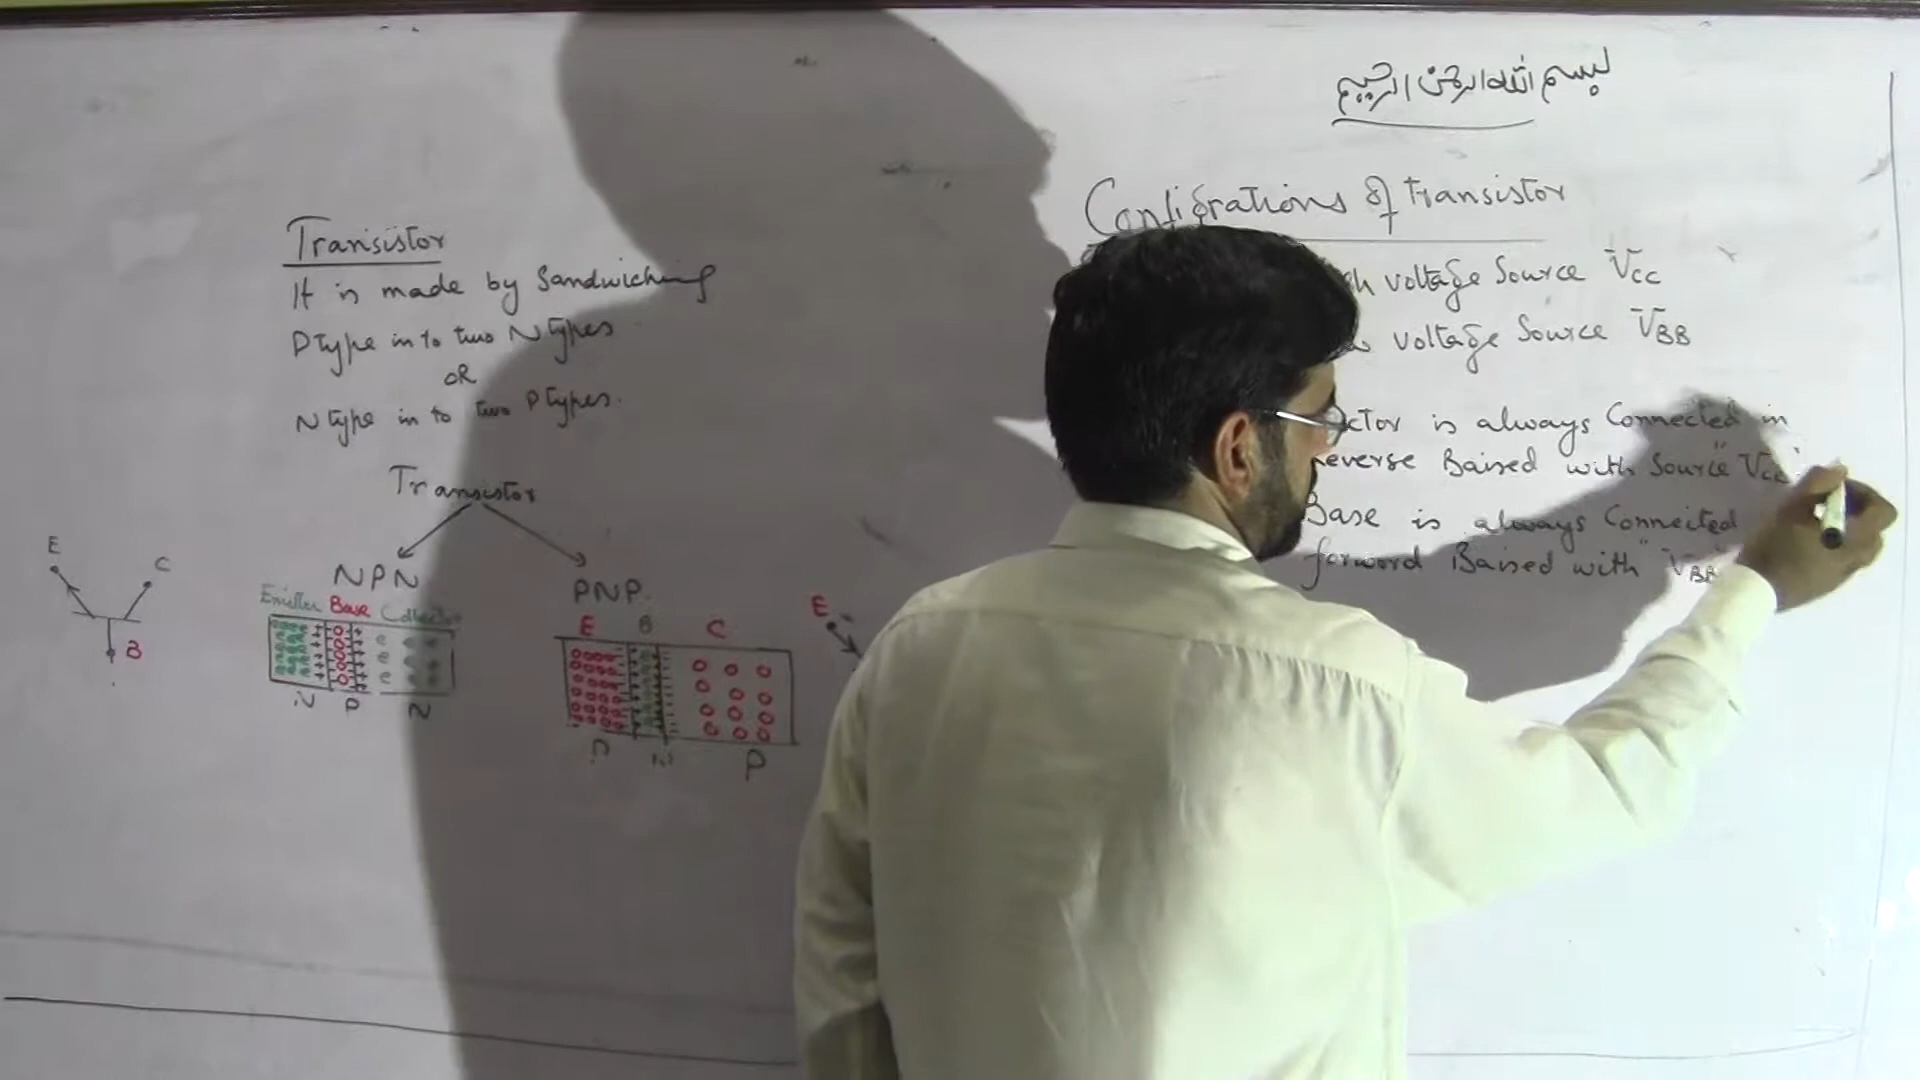 بسم الله الرحمن الرحيم
Transistor
It is made by Sandwiching
P type in to two N types
OR
N type in to two P types.
Transistor
NPN
Emitter Base Collector
N P N
E
C
B
PNP.
E B C
P N P
E
Configrations of transistor
voltage Source VCC
voltage Source VBB
is always Connected in
Reverse Baised with Source "VCC"
Base is always Connected
forword Baised with "VBB"